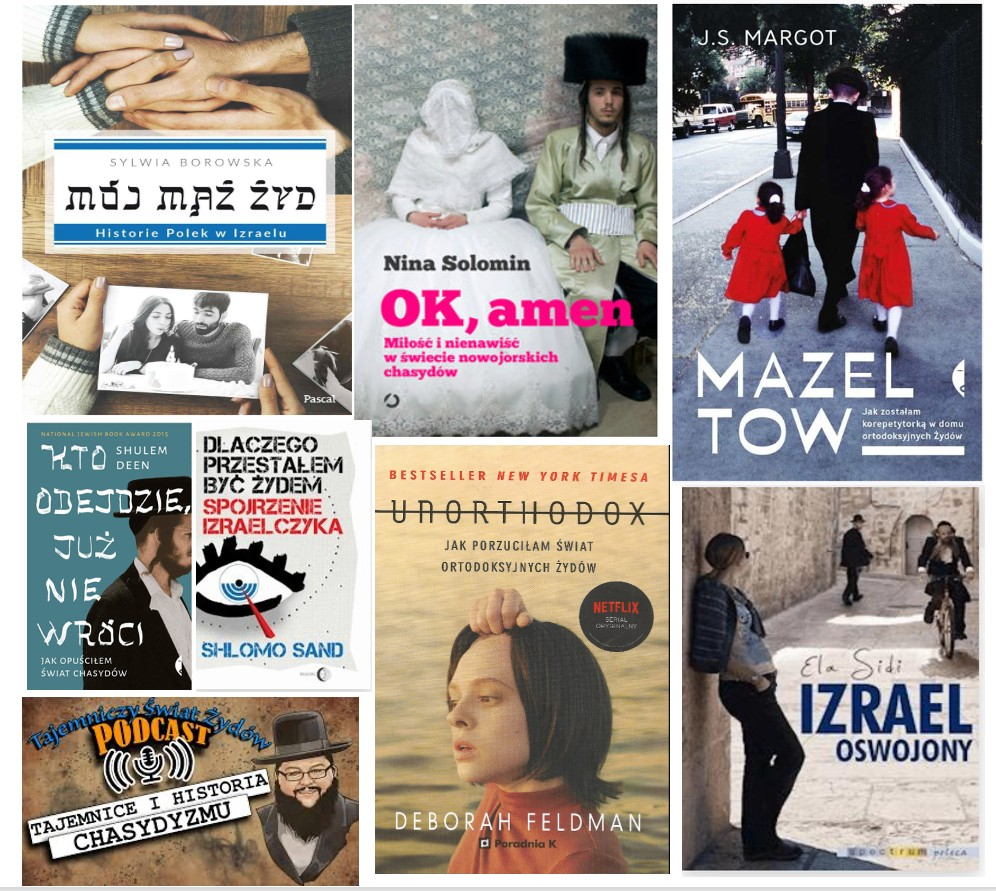 SYLWIA BOROWSKA
MÓJ MĄŻ ŻYD
Historie Polek w Izraelu
Pascal
Nina Solomin
OK, amen
Miłość i nienawiść
w świecie nowojorskich
chasydów
J.S. MARGOT
MAZEL
TOW
Jak zostałam
korepetytorką w domu
ortodoksyjnych Żydów
NATIONAL JEWISH BOOK AWARD 2015
KTO
SHULEM
DEEN
ODEJDZIE,
JUŻ
NIE
WRÓCI
JAK OPUŚCIŁEM
ŚWIAT CHASYDÓW
DLACZEGO
PRZESTAŁEM
BYĆ ŻYDEM
SPOJRZENIE
IZRAELCZYKA
SHLOMO SAND
BESTSELLER NEW YORK TIMESA
UNORTHODOX
JAK PORZUCIŁAM ŚWIAT
ORTODOKSYJNYCH ŻYDÓW
NETFLIX
SERIAL
ORYGINALNY
DEBORAH FELDMAN
Poradnia K
Ela Sidi
IZRAEL
OSWOJONY
spectrum poleca
Tajemniczy Świat Żydów
PODCAST
TAJEMNICE I HISTORIA
CHASYDYZMU